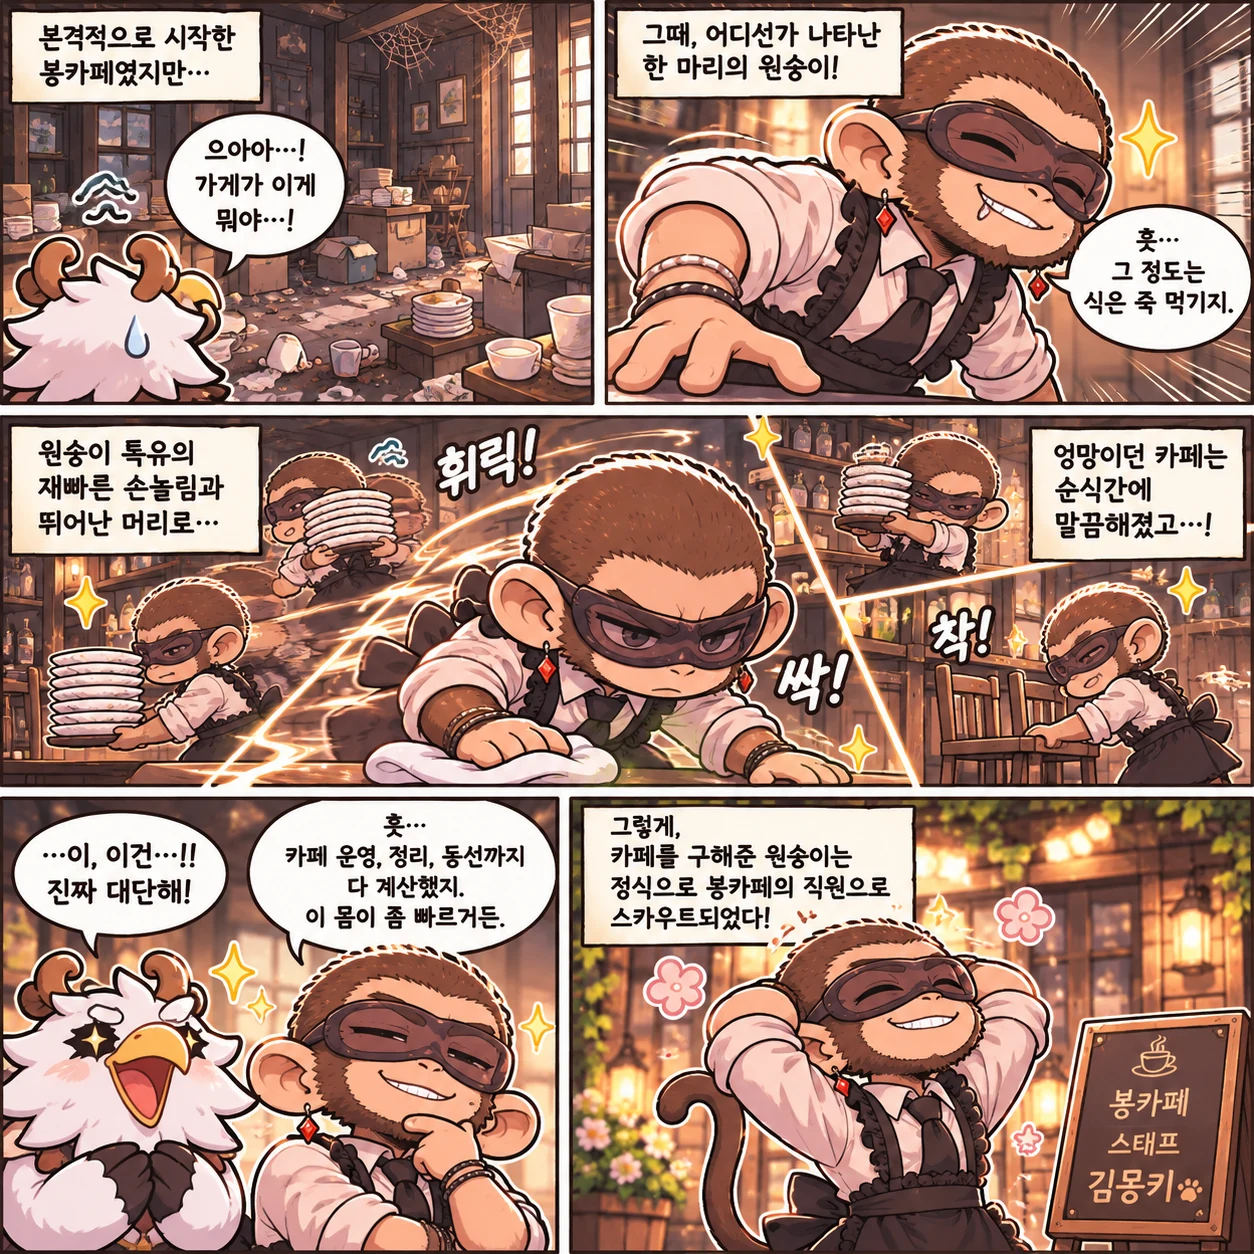 본격적으로 시작한
봉카페였지만…
으아아…!
가게가 이게
뭐야…!
그때, 어디선가 나타난
한 마리의 원숭이!
훗…
그 정도는
식은 죽 먹기지.
원숭이 특유의
재빠른 손놀림과
뛰어난 머리로…
휘릭!
싹!
엉망이던 카페는
순식간에
말끔해졌고…!
착!
…이, 이건…!!
진짜 대단해!
훗…
카페 운영, 정리, 동선까지
다 계산했지.
이 몸이 좀 빠르거든.
그렇게,
카페를 구해준 원숭이는
정식으로 봉카페의 직원으로
스카우트되었다!
봉카페
스태프
김몽키